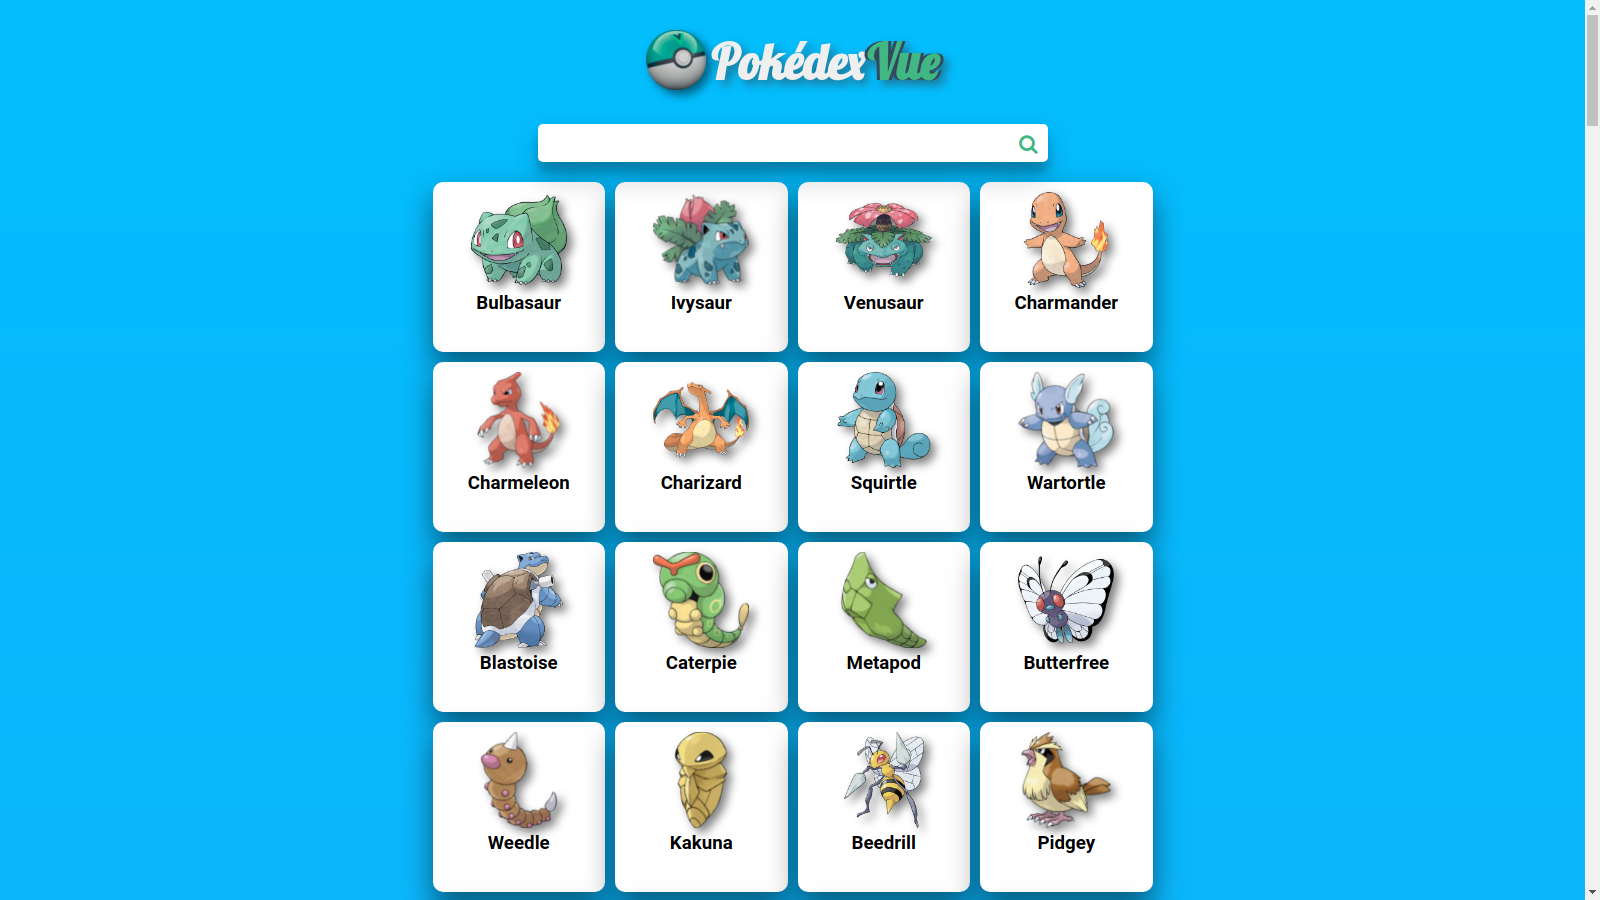 PokédexVue
Bulbasaur
Ivysaur
Venusaur
Charmander
Charmeleon
Charizard
Squirtle
Wartortle
Blastoise
Caterpie
Metapod
Butterfree
Weedle
Kakuna
Beedrill
Pidgey